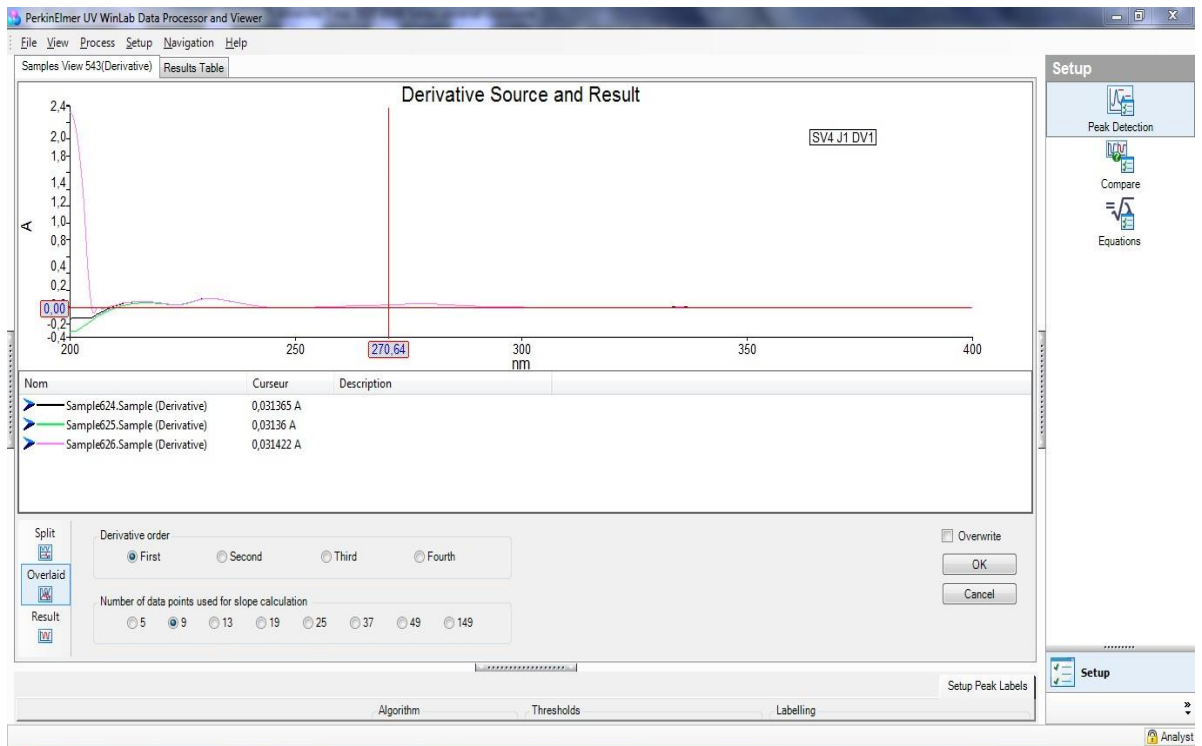 PerkinElmer UV WinLab Data Processor and Viewer
File View Process Setup Navigation Help
Samples View 543(Derivative) Results Table
Setup
Derivative Source and Result
SV4 J1 DV1
Peak Detection
Compare
Equations
2,4
2,0
1,8
1,4
1,2
1,0
A
0,8
0,4
0,2
0,00
-0,2
-0,4
200 250 270,64 300 350 400
nm
Nom Curseur Description
Sample624.Sample (Derivative) 0,031365 A
Sample625.Sample (Derivative) 0,03136 A
Sample626.Sample (Derivative) 0,031422 A
Split
Overlaid
Result
Derivative order
First Second Third Fourth
Number of data points used for slope calculation
5 9 13 19 25 37 49 149
Overwrite
OK
Cancel
Setup
Setup Peak Labels
Algorithm Thresholds Labelling
Analyst